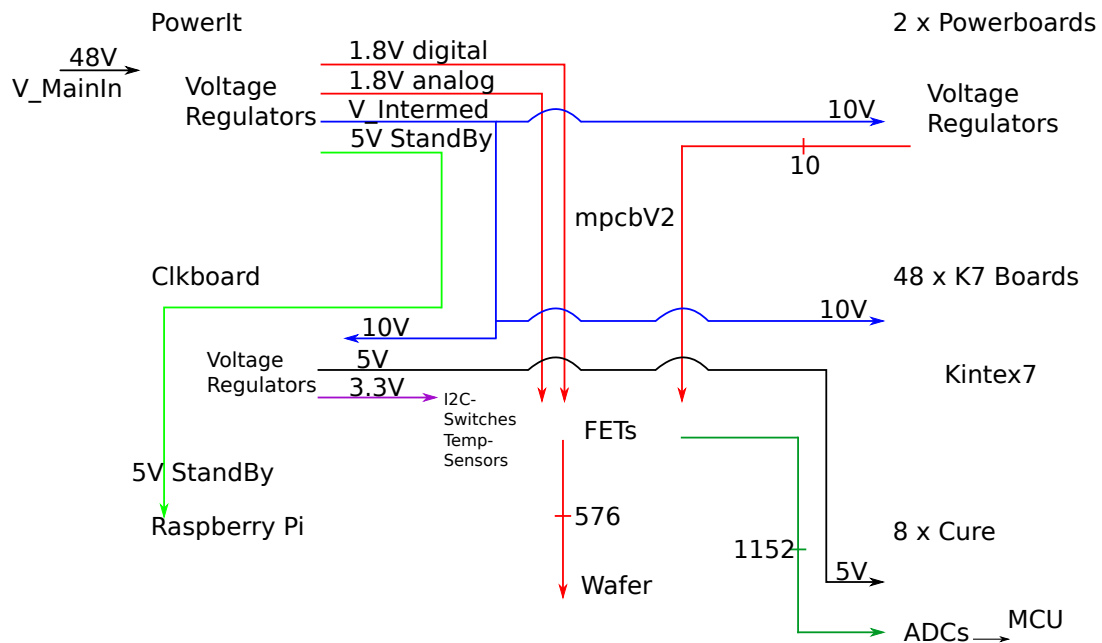 PowerIt
2 x Powerboards
48V
V_MainIn
1.8V digital
1.8V analog
V_Intermed
5V StandBy
Voltage
Regulators
10V
Voltage
Regulators
10
mpcbV2
Clkboard
48 x K7 Boards
10V
10V
Voltage
Regulators
5V
3.3V
Kintex7
I2C-
Switches
Temp-
Sensors
FETs
5V StandBy
Raspberry Pi
576
8 x Cure
1152
5V
Wafer
ADCs
MCU